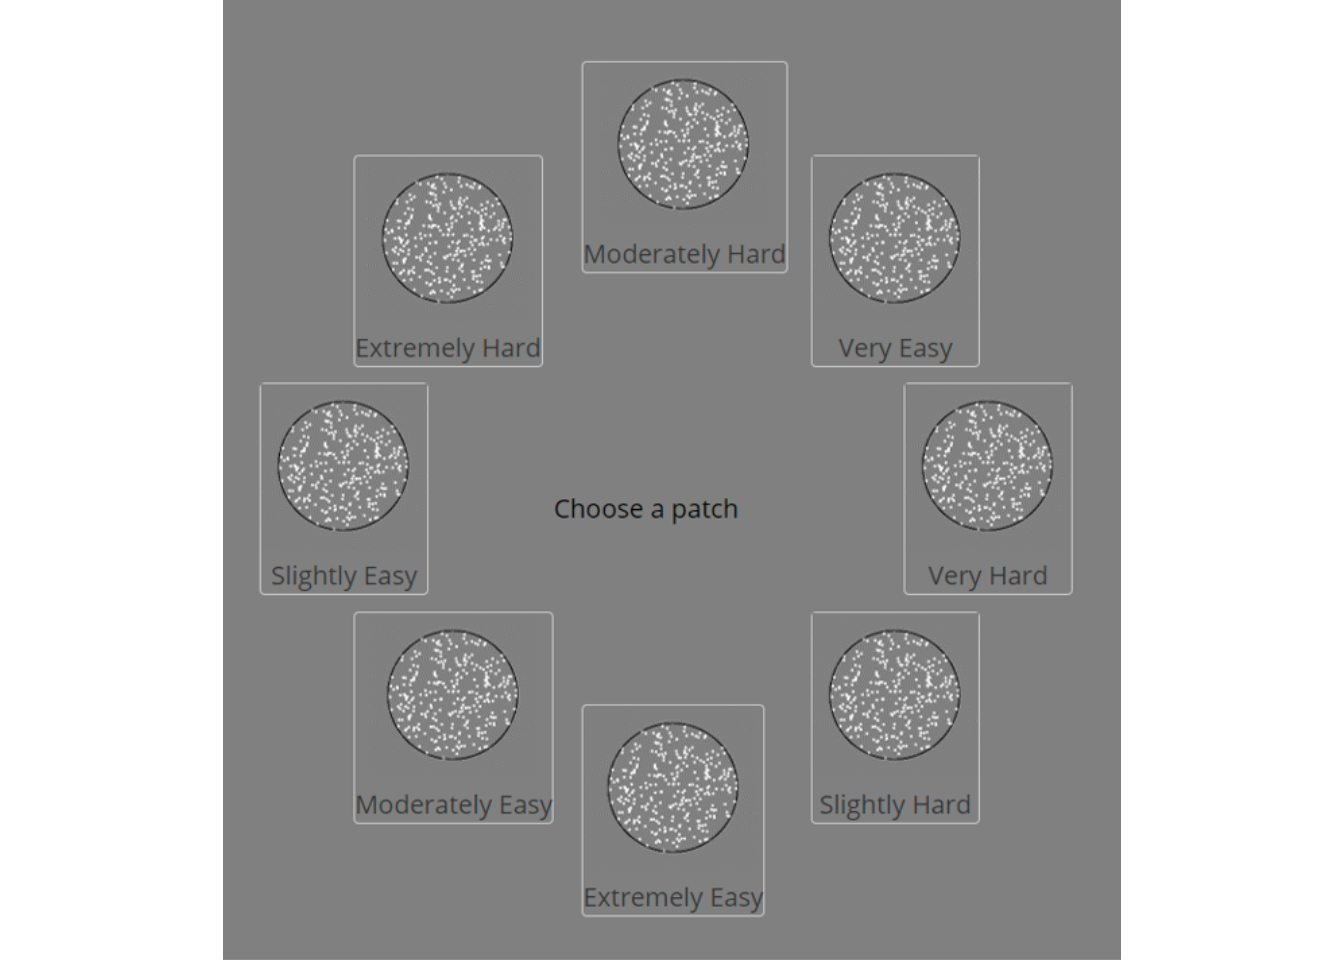 Moderately Hard
Extremely Hard
Very Easy
Slightly Easy
Choose a patch
Very Hard
Moderately Easy
Slightly Hard
Extremely Easy